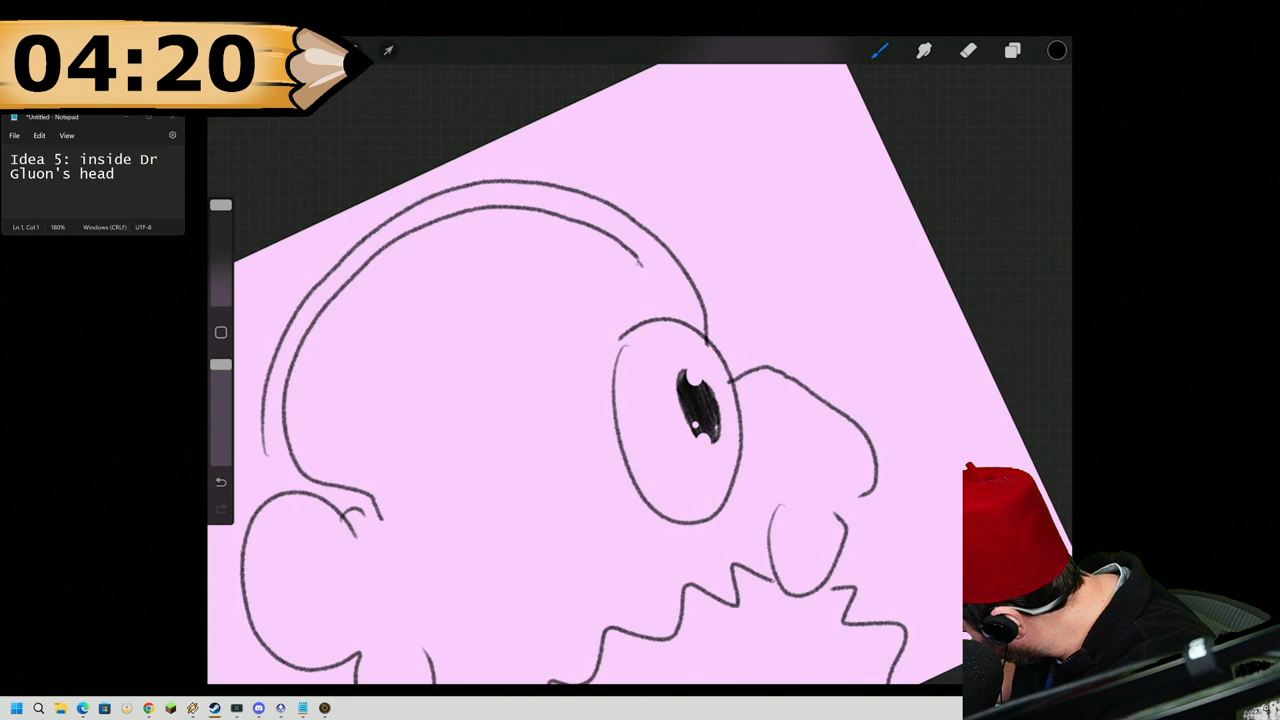 04:20
*Untitled - Notepad
File Edit View
Idea 5: inside Dr
Gluon's head
Ln 1, Col 1 180% Windows (CRLF) UTF-8